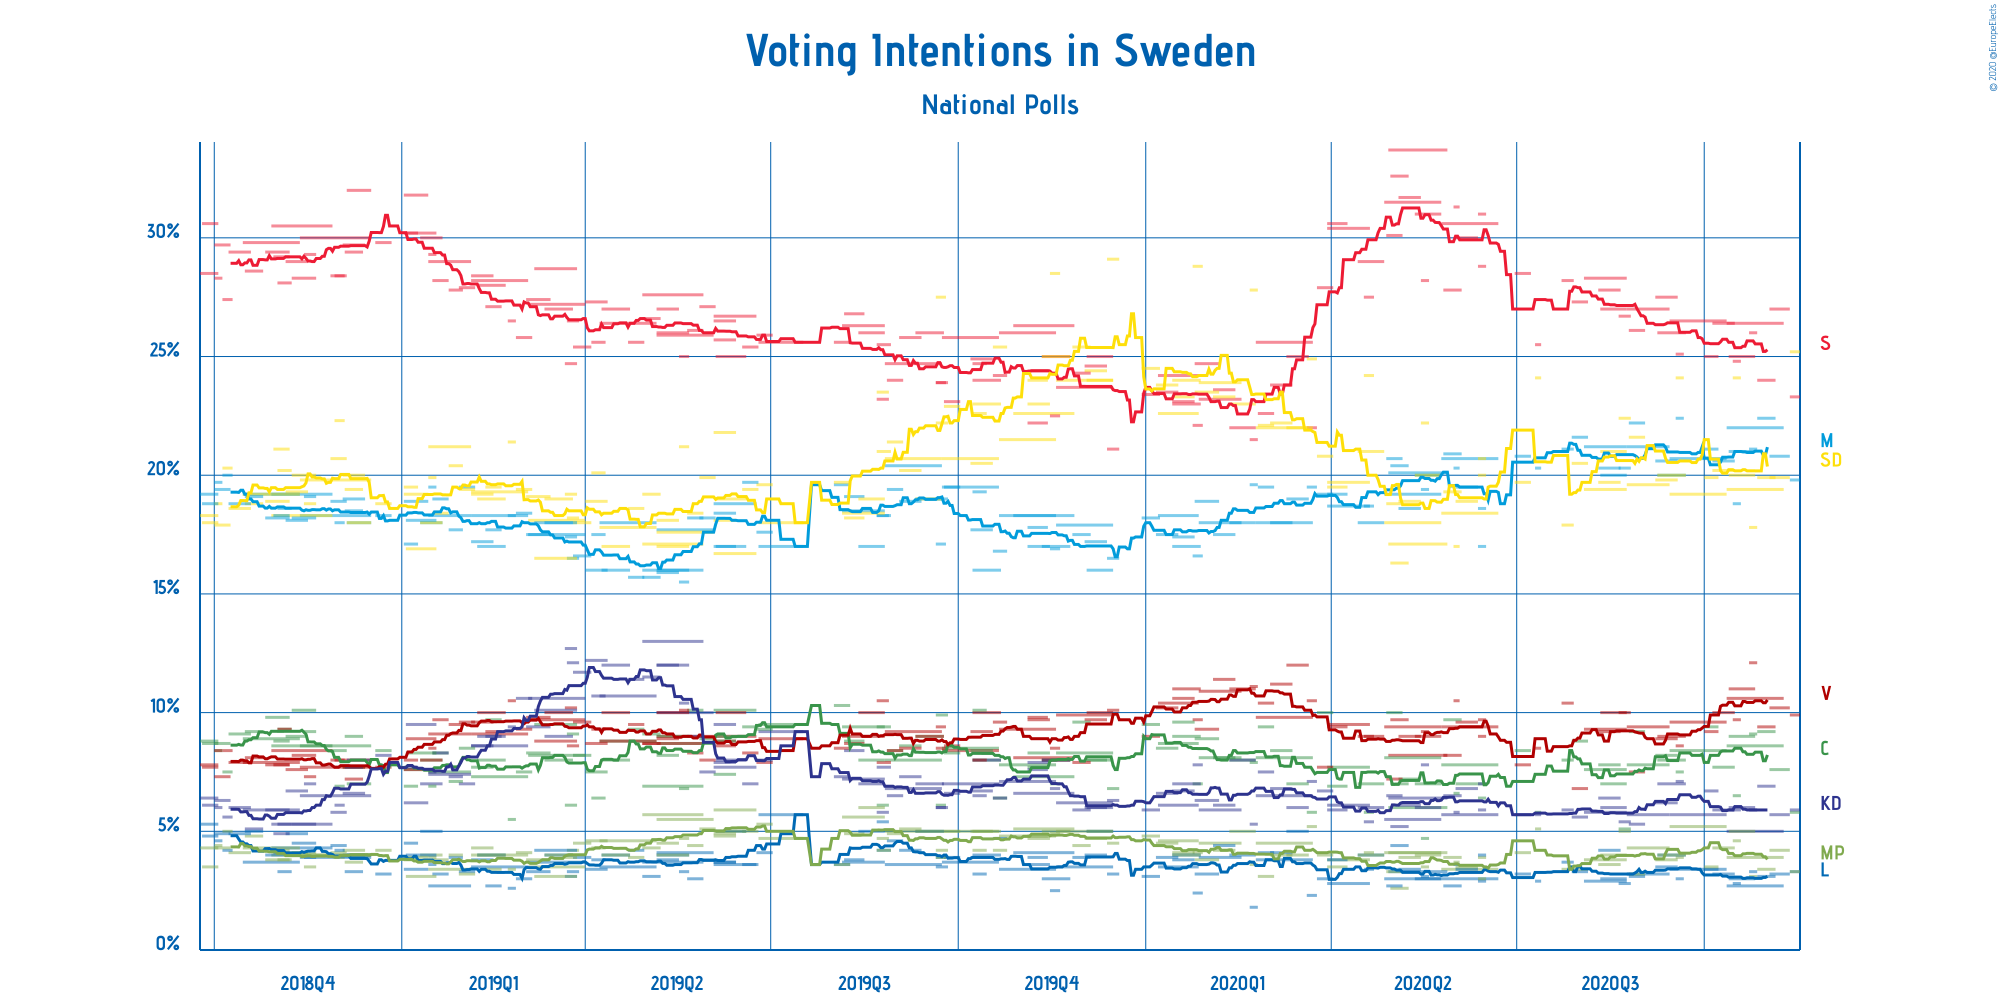 © 2020 @EuropeElects
Voting Intentions in Sweden
National Polls
30%
25%
20%
15%
10%
5%
0%
S
M
SD
V
C
KD
MP
L
2018Q4 2019Q1 2019Q2 2019Q3 2019Q4 2020Q1 2020Q2 2020Q3